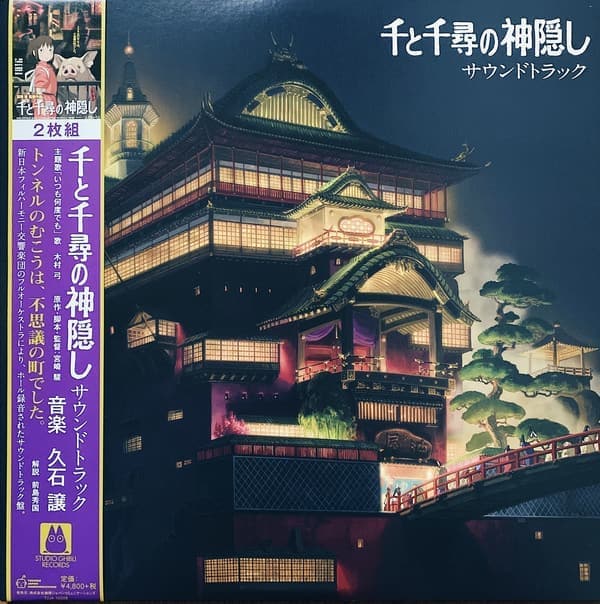 千と千尋の神隠し
サウンドトラック
千と千尋の神隠し
2枚組
千と千尋の神隠し サウンドトラック
主題歌「いつも何度でも」歌 木村 弓 原作・脚本・監督・宮崎 駿
音楽 久石 譲
トンネルのむこうは、不思議の町でした。
新日本フィルハーモニー交響楽団のフルオーケストラにより、ホール録音されたサウンドトラック盤。
解説 前島秀国
STUDIO GHIBLI
RECORDS
定価:
¥4,800+税